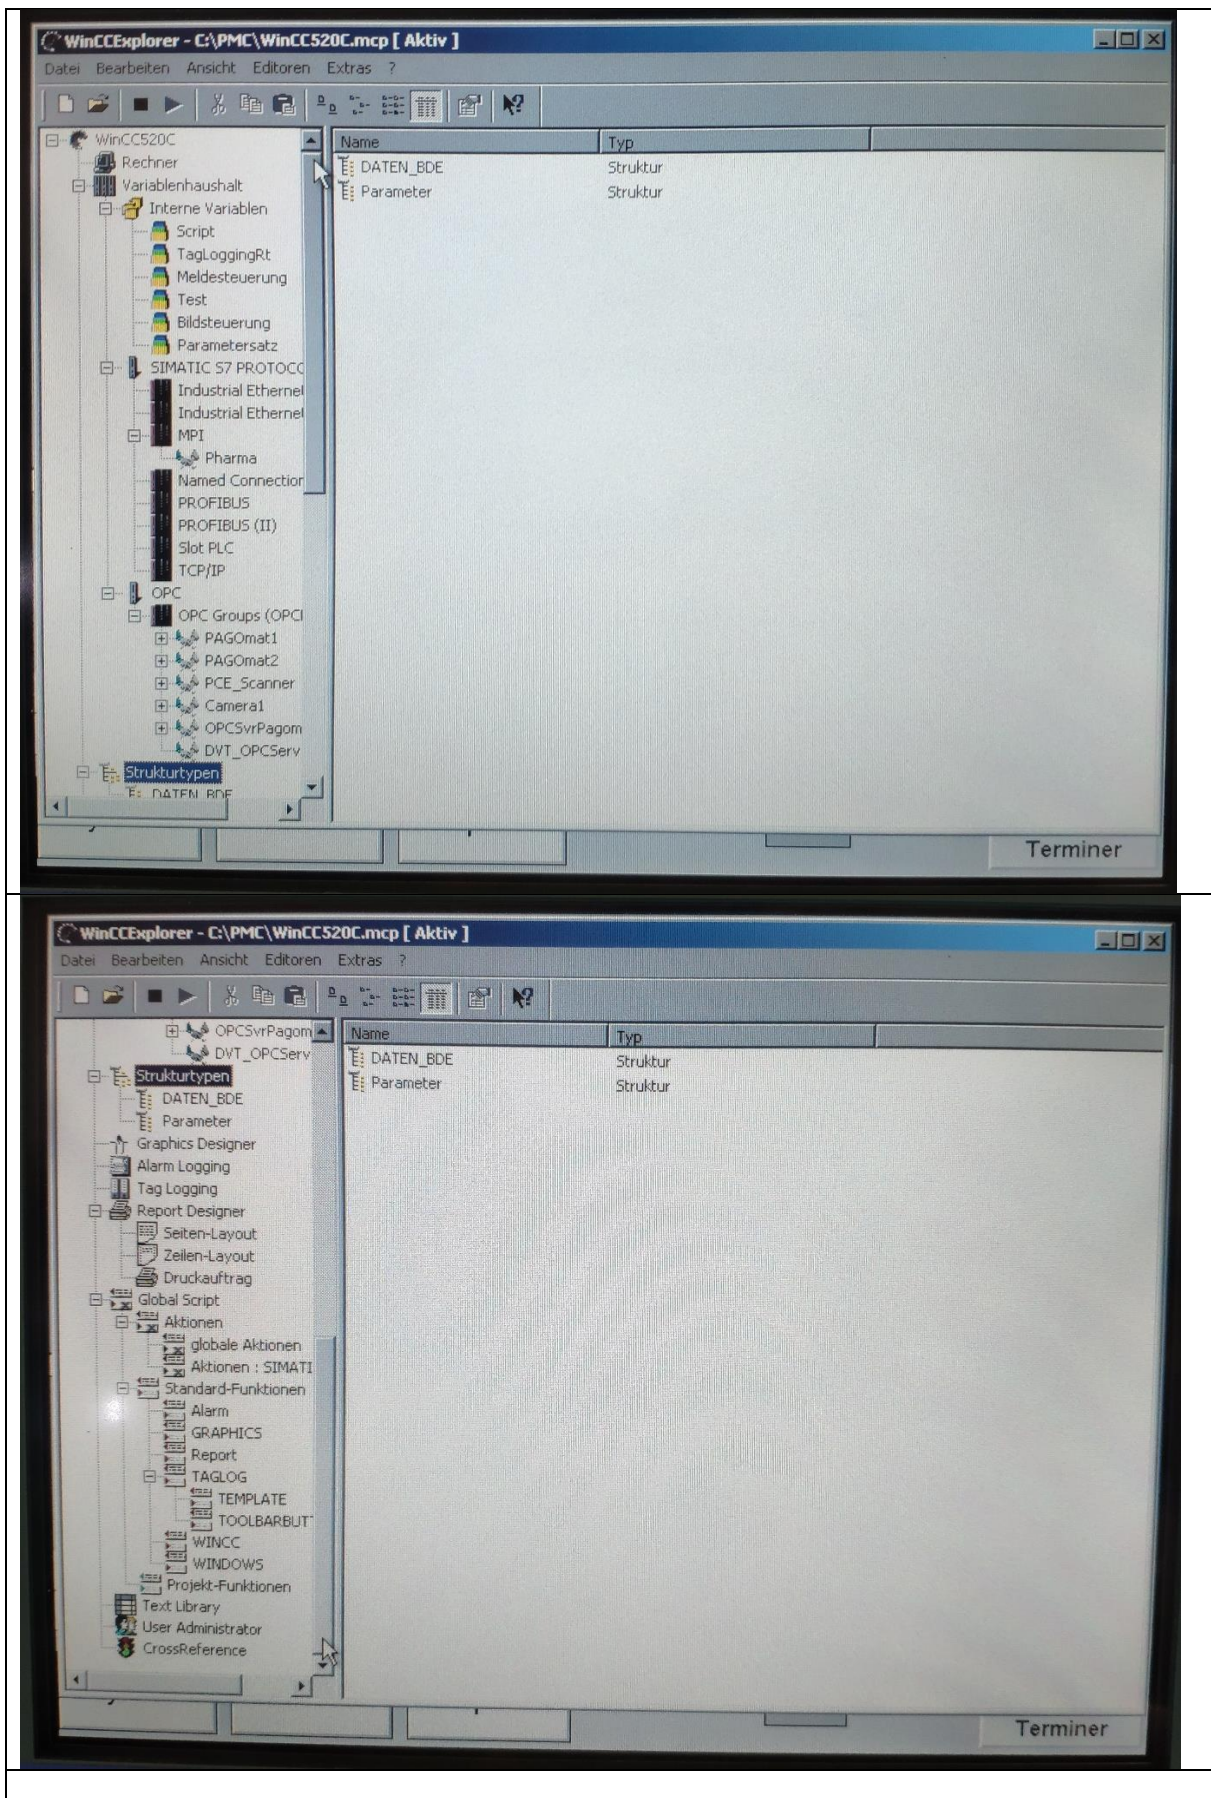 WinCCExplorer - C:\PMC\WinCC520C.mcp [ Aktiv ]
Datei Bearbeiten Ansicht Editoren Extras ?
WinCC520C
Rechner
Variablenhaushalt
Interne Variablen
Script
TagLoggingRt
Meldesteuerung
Test
Bildsteuerung
Parametersatz
SIMATIC S7 PROTOCO
Industrial Ethernet
Industrial Ethernet
MPI
Pharma
Named Connection
PROFIBUS
PROFIBUS (II)
Slot PLC
TCP/IP
OPC
OPC Groups (OPC
PAGOmat1
PAGOmat2
PCE_Scanner
Camera1
OPCSvrPagom
DVT_OPCServ
Strukturtypen
DATEN_BDE
Name Typ
DATEN_BDE Struktur
Parameter Struktur
Terminer
WinCCExplorer - C:\PMC\WinCC520C.mcp [ Aktiv ]
Datei Bearbeiten Ansicht Editoren Extras ?
OPCSvrPagom
DVT_OPCServ
Strukturtypen
DATEN_BDE
Parameter
Graphics Designer
Alarm Logging
Tag Logging
Report Designer
Seiten-Layout
Zeilen-Layout
Druckauftrag
Global Script
Aktionen
globale Aktionen
Aktionen : SIMATI
Standard-Funktionen
Alarm
GRAPHICS
Report
TAGLOG
TEMPLATE
TOOLBARBUT
WINCC
WINDOWS
Projekt-Funktionen
Text Library
User Administrator
CrossReference
Name Typ
DATEN_BDE Struktur
Parameter Struktur
Terminer